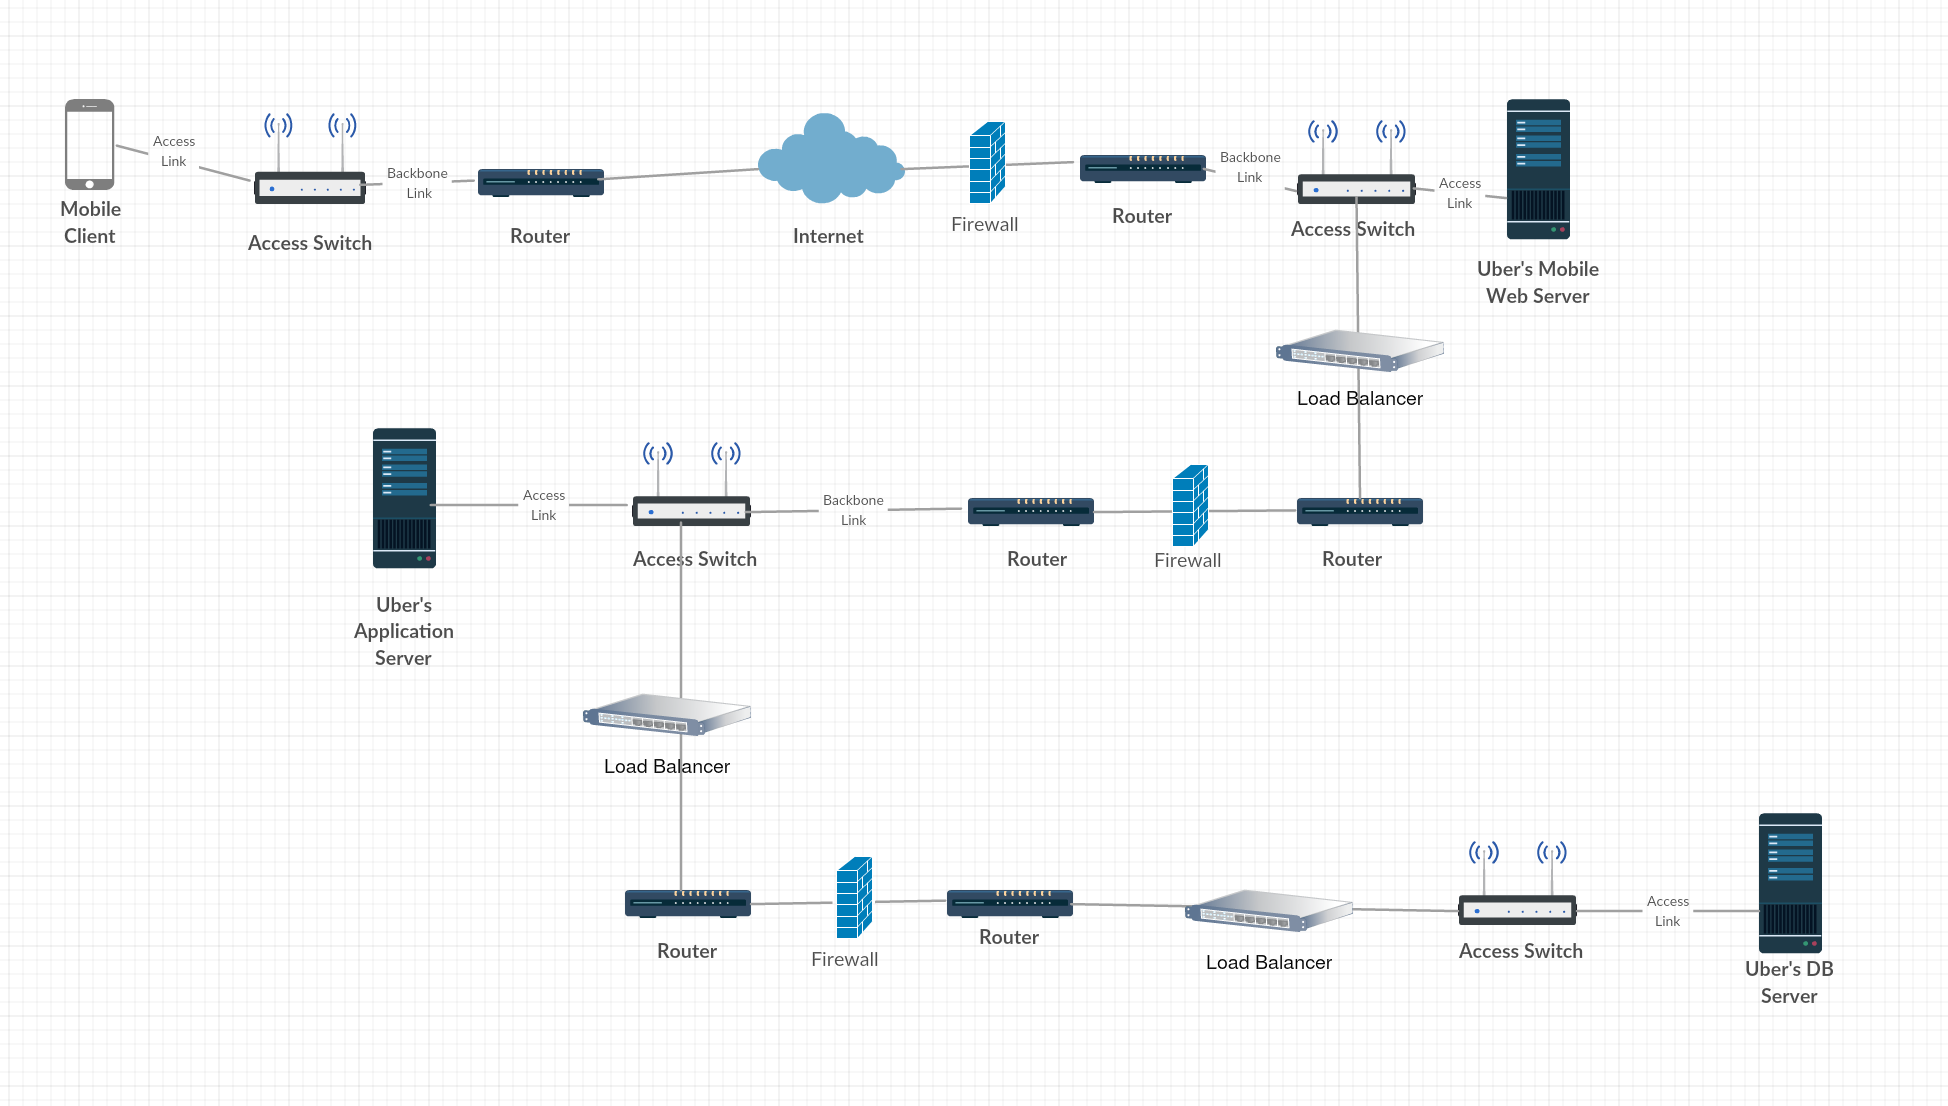 Access
Link
Mobile
Client
Access Switch
Backbone
Link
Router
Internet
Firewall
Router
Backbone
Link
Access Switch
Access
Link
Uber's Mobile
Web Server
Load Balancer
Uber's
Application
Server
Access
Link
Access Switch
Backbone
Link
Router
Firewall
Router
Load Balancer
Router
Firewall
Router
Load Balancer
Access Switch
Access
Link
Uber's DB
Server